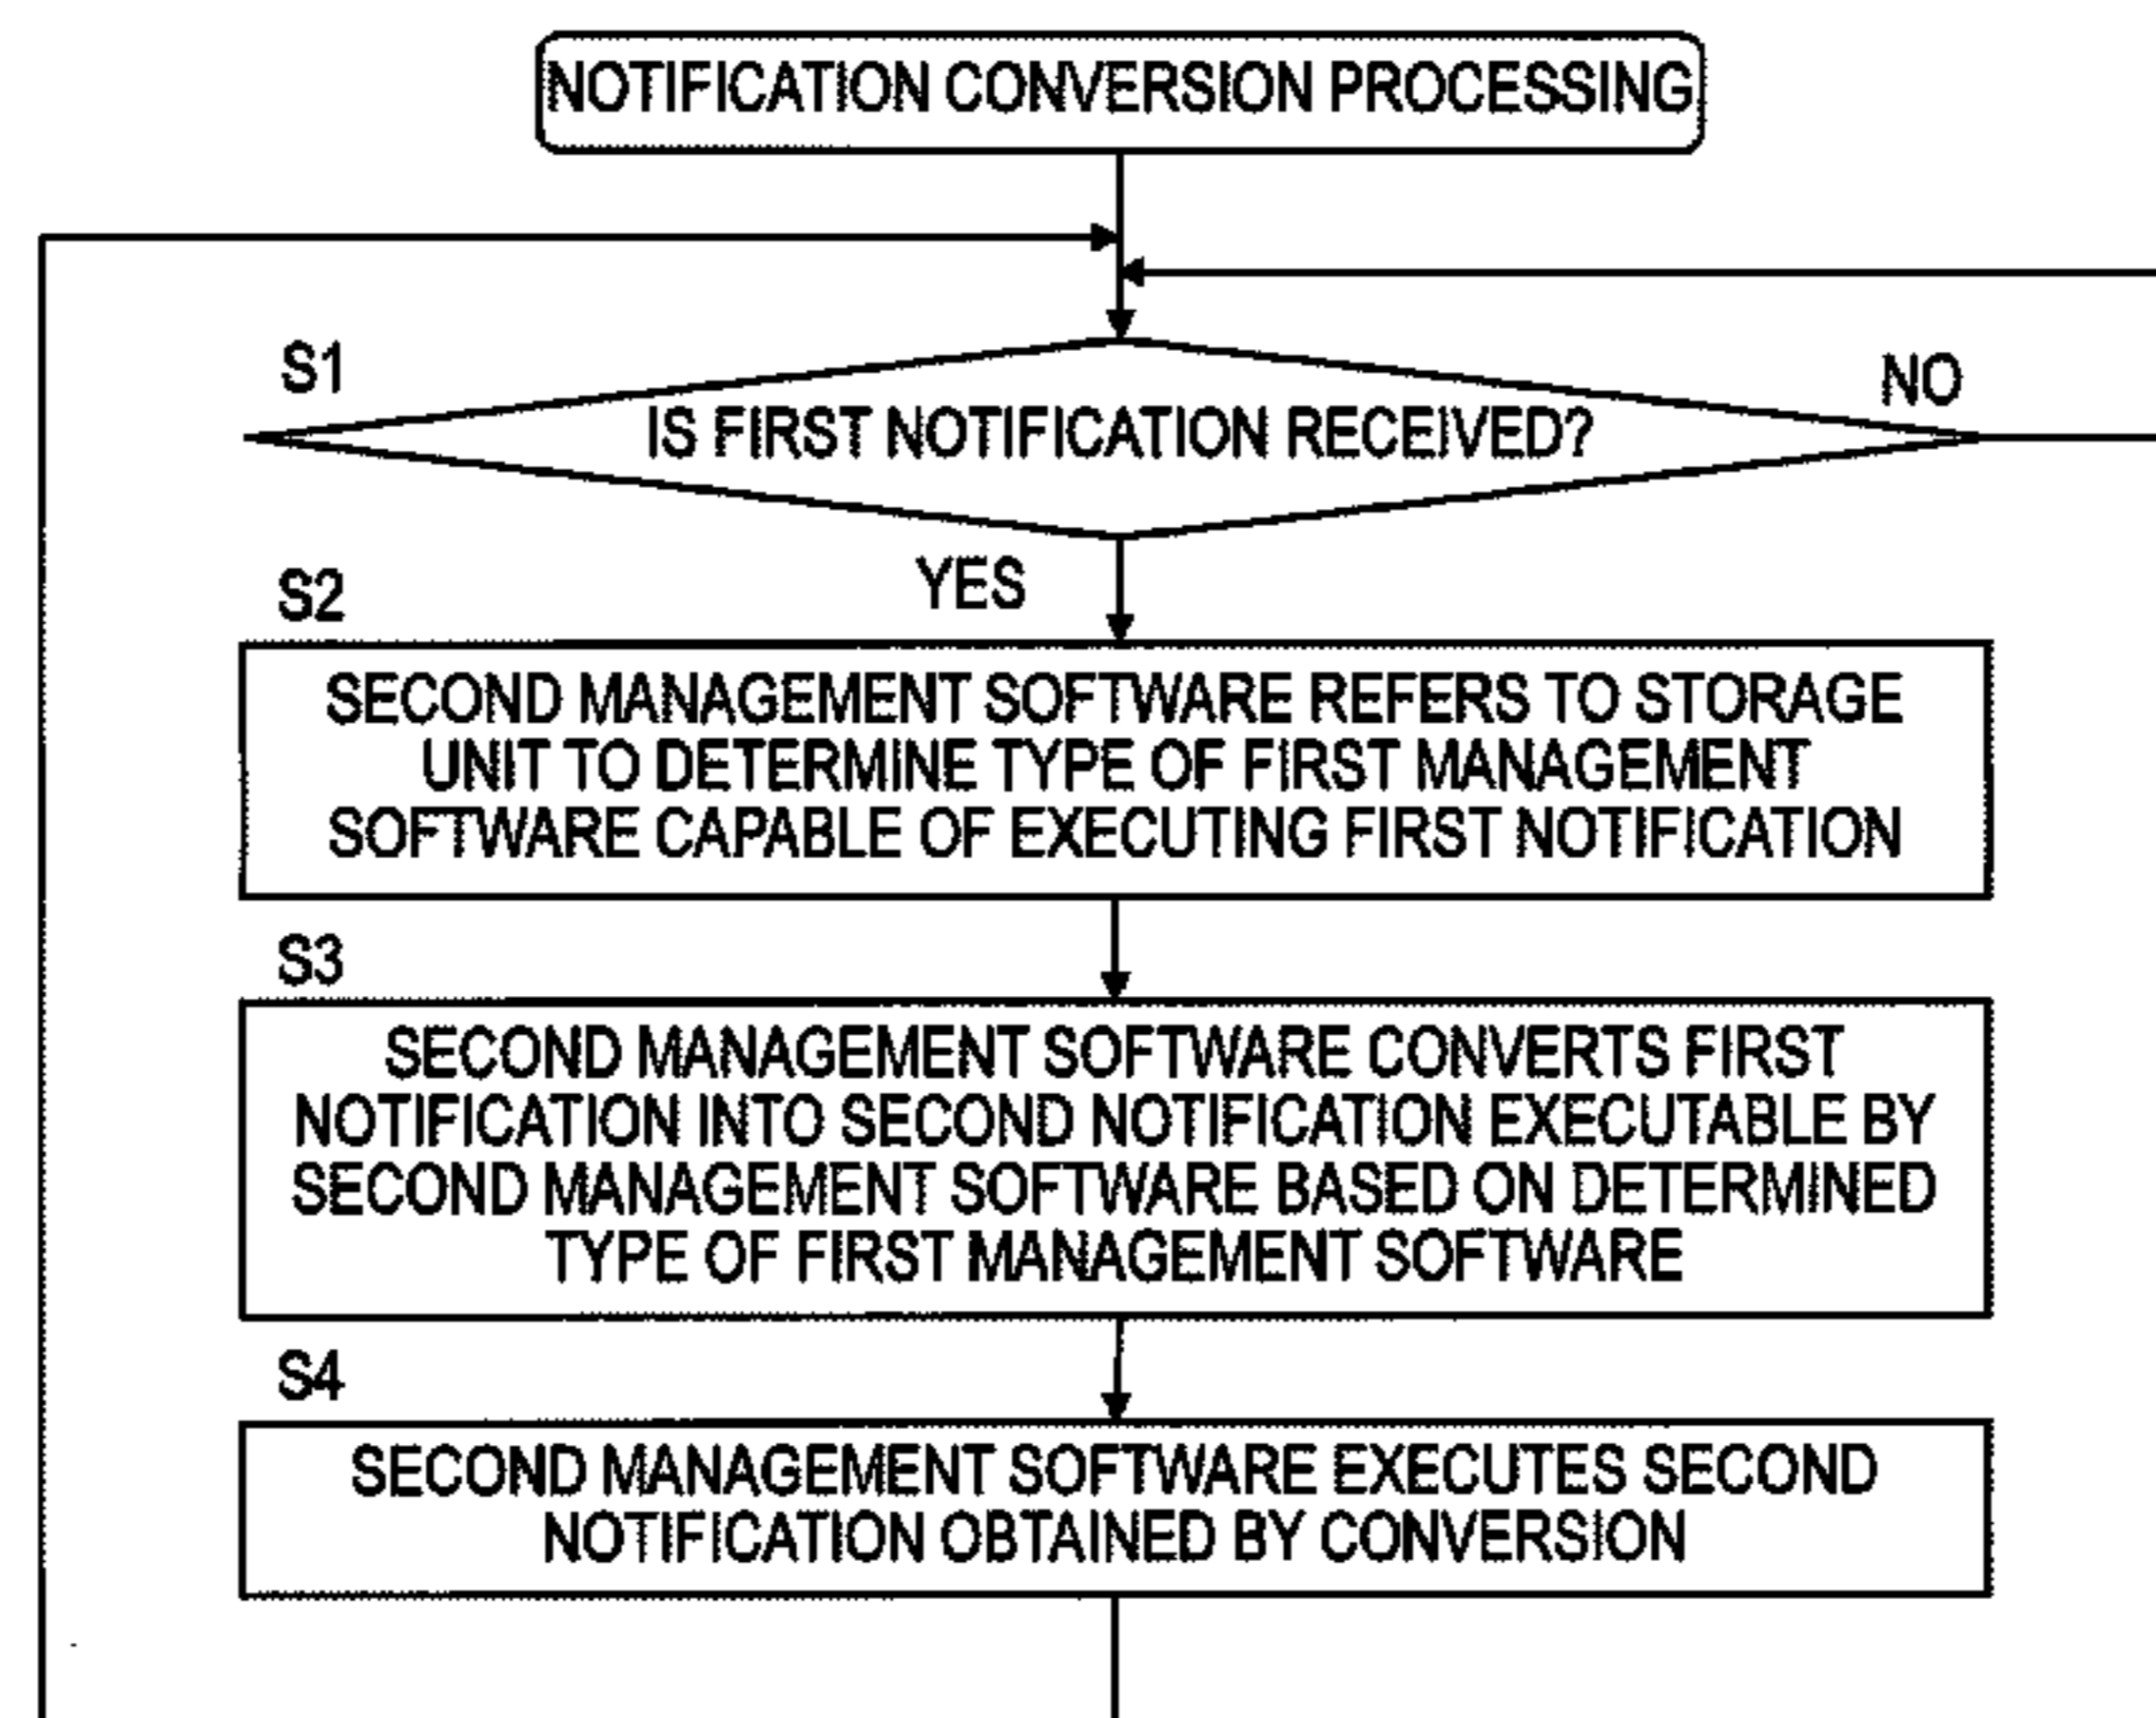 NOTIFICATION CONVERSION PROCESSING
S1
IS FIRST NOTIFICATION RECEIVED?
NO
YES
S2
SECOND MANAGEMENT SOFTWARE REFERS TO STORAGE
UNIT TO DETERMINE TYPE OF FIRST MANAGEMENT
SOFTWARE CAPABLE OF EXECUTING FIRST NOTIFICATION
S3
SECOND MANAGEMENT SOFTWARE CONVERTS FIRST
NOTIFICATION INTO SECOND NOTIFICATION EXECUTABLE BY
SECOND MANAGEMENT SOFTWARE BASED ON DETERMINED
TYPE OF FIRST MANAGEMENT SOFTWARE
S4
SECOND MANAGEMENT SOFTWARE EXECUTES SECOND
NOTIFICATION OBTAINED BY CONVERSION